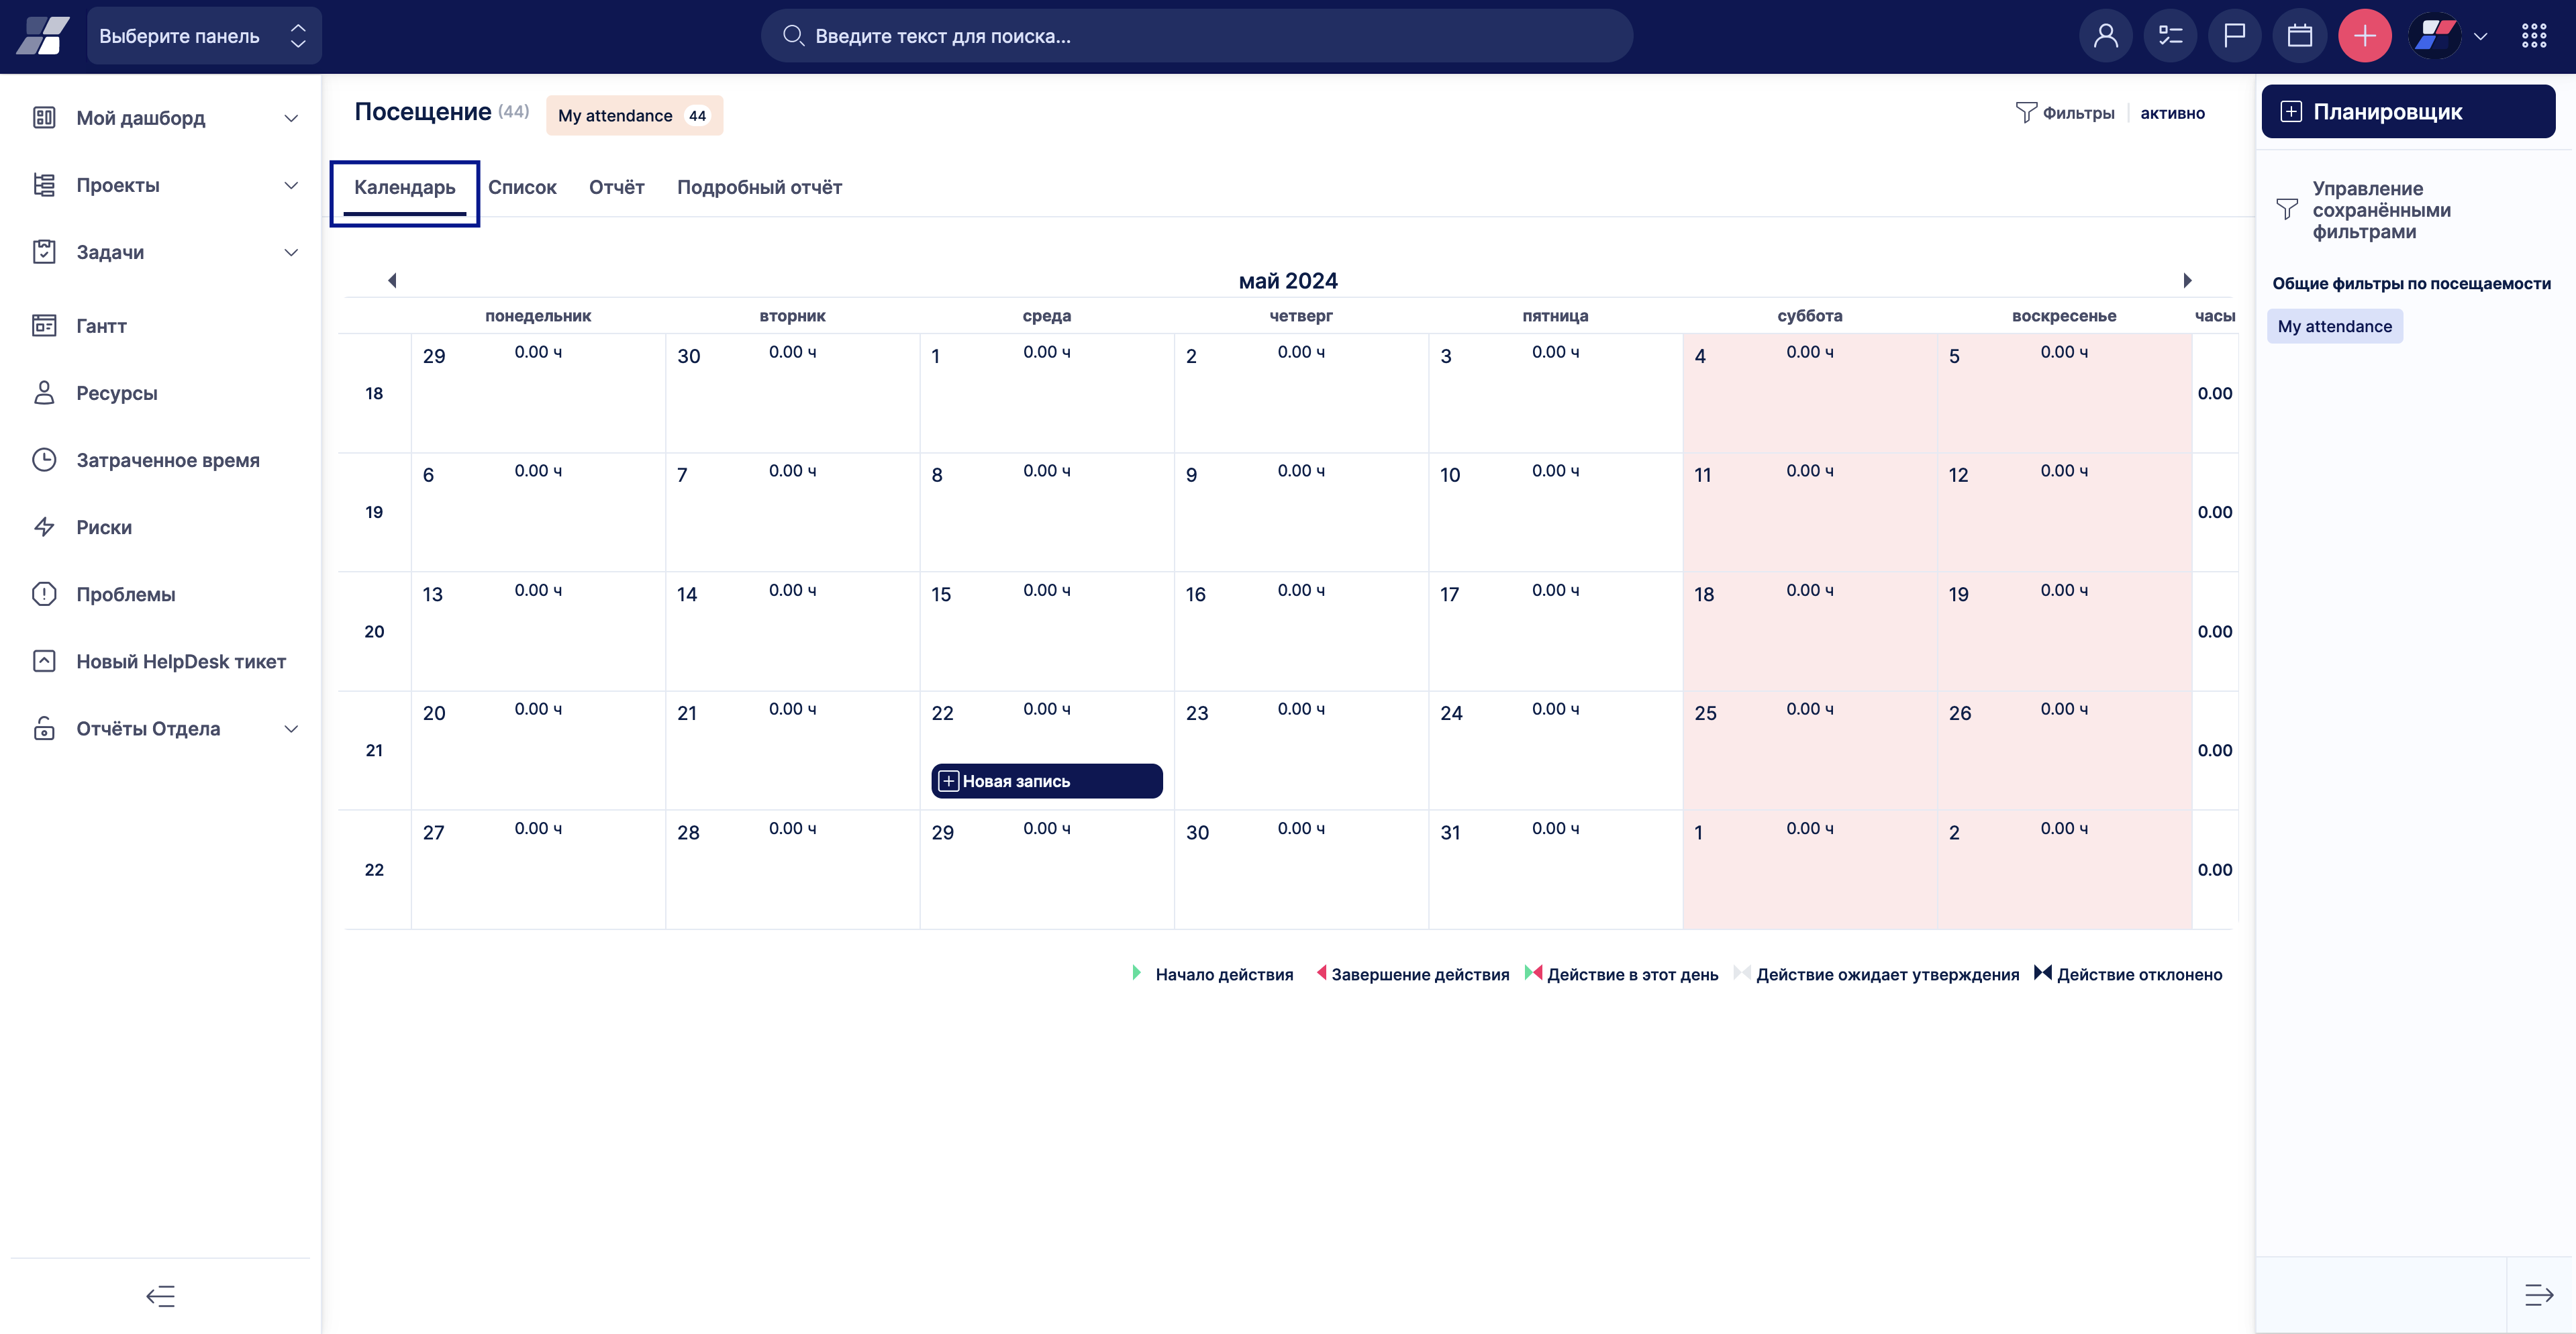 Выберите панель
Введите текст для поиска...
Мой дашборд
Проекты
Задачи
Гантт
Ресурсы
Затраченное время
Риски
Проблемы
Новый HelpDesk тикет
Отчёты Отдела
Посещение (44)
My attendance 44
Фильтры
активно
Календарь
Список
Отчёт
Подробный отчёт
май 2024
понедельник вторник среда четверг пятница суббота воскресенье часы
18 29 0.00 ч 30 0.00 ч 1 0.00 ч 2 0.00 ч 3 0.00 ч 4 0.00 ч 5 0.00 ч 0.00
19 6 0.00 ч 7 0.00 ч 8 0.00 ч 9 0.00 ч 10 0.00 ч 11 0.00 ч 12 0.00 ч 0.00
20 13 0.00 ч 14 0.00 ч 15 0.00 ч 16 0.00 ч 17 0.00 ч 18 0.00 ч 19 0.00 ч 0.00
21 20 0.00 ч 21 0.00 ч 22 0.00 ч 23 0.00 ч 24 0.00 ч 25 0.00 ч 26 0.00 ч 0.00
Новая запись
22 27 0.00 ч 28 0.00 ч 29 0.00 ч 30 0.00 ч 31 0.00 ч 1 0.00 ч 2 0.00 ч 0.00
Начало действия Завершение действия Действие в этот день Действие ожидает утверждения Действие отклонено
Планировщик
Управление
сохранёнными
фильтрами
Общие фильтры по посещаемости
My attendance